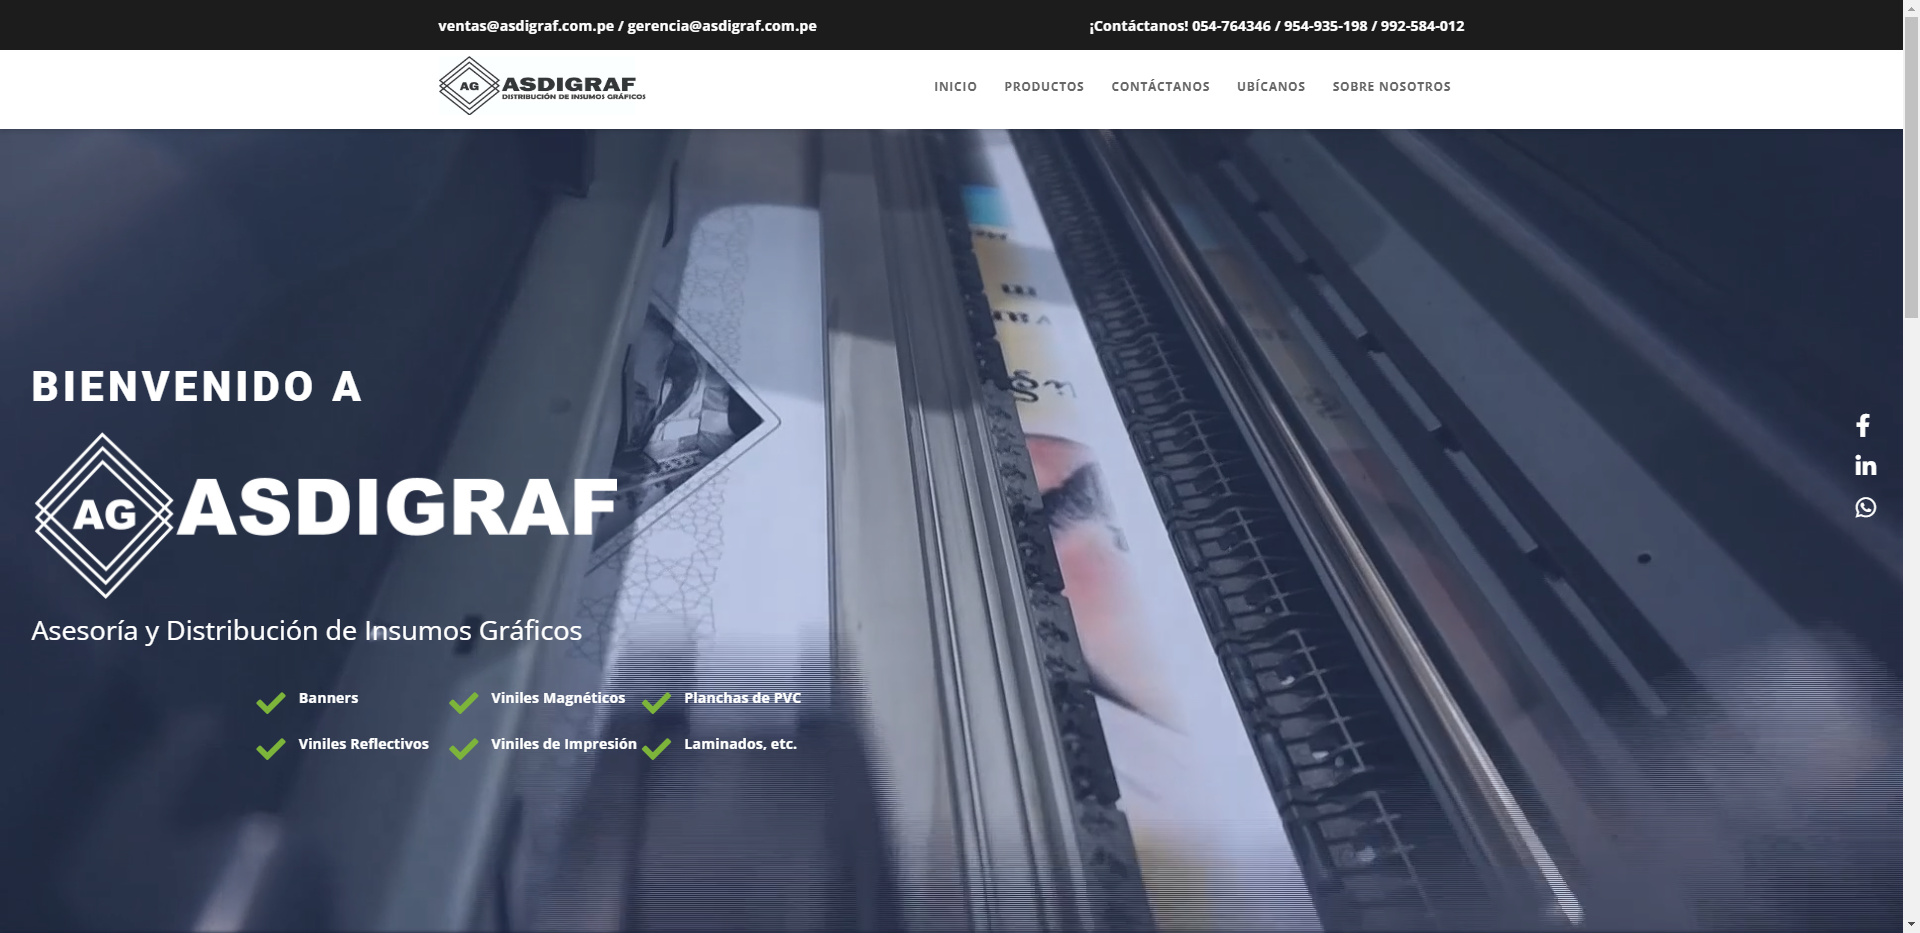 ventas@asdigraf.com.pe / gerencia@asdigraf.com.pe
¡Contáctanos! 054-764346 / 954-935-198 / 992-584-012
AG ASDIGRAF
DISTRIBUCIÓN DE INSUMOS GRÁFICOS
INICIO PRODUCTOS CONTÁCTANOS UBÍCANOS SOBRE NOSOTROS
BIENVENIDO A
AG ASDIGRAF
Asesoría y Distribución de Insumos Gráficos
Banners Viniles Magnéticos Planchas de PVC
Viniles Reflectivos Viniles de Impresión Laminados, etc.